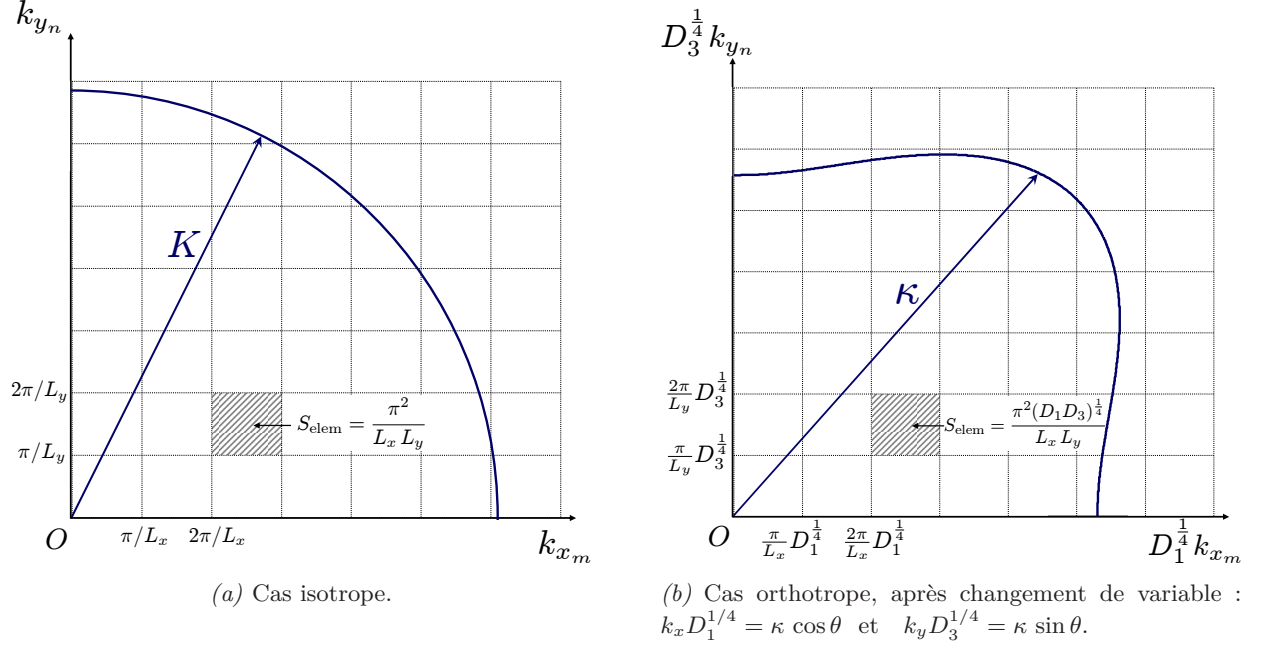 k_{y_n}
K
2π/L_y
π/L_y
S_elem = π² / (L_x L_y)
O
π/L_x 2π/L_x
k_{x_m}
(a) Cas isotrope.
D_3^{1/4} k_{y_n}
κ
2π/L_y D_3^{1/4}
π/L_y D_3^{1/4}
S_elem = π²(D_1D_3)^{1/4} / (L_x L_y)
O
π/L_x D_1^{1/4} 2π/L_x D_1^{1/4}
D_1^{1/4} k_{x_m}
(b) Cas orthotrope, après changement de variable :
k_x D_1^{1/4} = κ cos θ et k_y D_3^{1/4} = κ sin θ.